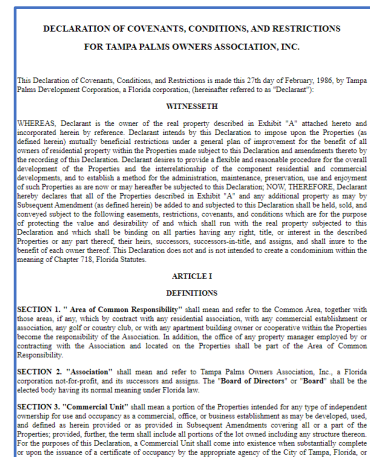 DECLARATION OF COVENANTS, CONDITIONS, AND RESTRICTIONS
FOR TAMPA PALMS OWNERS ASSOCIATION, INC.
This Declaration of Covenants, Conditions, and Restrictions is made this 27th day of February, 1986, by Tampa
Palms Development Corporation, a Florida corporation, (hereinafter referred to as "Declarant"):
WITNESSETH
WHEREAS, Declarant is the owner of the real property described in Exhibit "A" attached hereto and
incorporated herein by reference. Declarant intends by this Declaration to impose upon the Properties (as
defined herein) mutually beneficial restrictions under a general plan of improvement for the benefit of all
owners of residential property within the Properties made subject to this Declaration and amendments thereto by
the recording of this Declaration. Declarant desires to provide a flexible and reasonable procedure for the overall
development of the Properties and the interrelationship of the component residential and commercial
developments, and to establish a method for the administration, maintenance, preservation, use and enjoyment
of such Properties as are now or may hereafter be subjected to this Declaration; NOW, THEREFORE, Declarant
hereby declares that all of the Properties described in Exhibit "A" and any additional property as may by
Subsequent Amendment (as defined herein) be added to and subjected to this Declaration shall be held, sold, and
conveyed subject to the following easements, restrictions, covenants, and conditions which are for the purpose
of protecting the value and desirability of and which shall run with the real property subjected to this
Declaration and which shall be binding on all parties having any right, title, or interest in the described
Properties or any part thereof, their heirs, successors, successors-in-title, and assigns, and shall inure to the
benefit of each owner thereof. This Declaration does not and is not intended to create a condominium within the
meaning of Chapter 718, Florida Statutes.
ARTICLE I
DEFINITIONS
SECTION 1. " Area of Common Responsibility" shall mean and refer to the Common Area, together with
those areas, if any, which by contract with any residential association, with any commercial establishment or
association, any golf or country club, or with any apartment building owner or cooperative within the Properties
become the responsibility of the Association. In addition, the office of any property manager employed by or
contracting with the Association and located on the Properties shall be part of the Area of Common
Responsibility.
SECTION 2. "Association" shall mean and refer to Tampa Palms Owners Association, Inc., a Florida
corporation not-for-profit, and its successors and assigns. The "Board of Directors" or "Board" shall be the
elected body having its normal meaning under Florida law.
SECTION 3. "Commercial Unit" shall mean a portion of the Properties intended for any type of independent
ownership for use and occupancy as a commercial, office, or business establishment as may be developed, used,
and defined as herein provided or as provided in Subsequent Amendments covering all or a part of the
Properties; provided, further, the term shall include all portions of the lot owned including any structure thereon.
For the purposes of this Declaration, a Commercial Unit shall come into existence when substantially complete
or upon the issuance of a certificate of occupancy by the appropriate agency of the City of Tampa, Florida, or